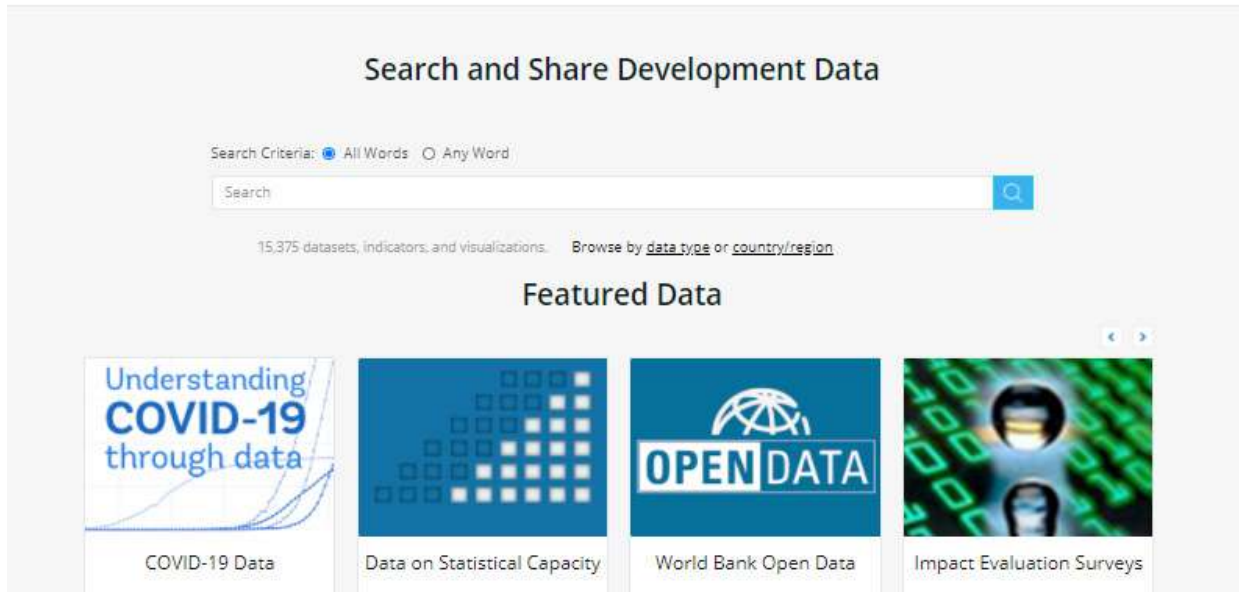 Search and Share Development Data
Search Criteria: All Words Any Word
Search
15,375 datasets, indicators, and visualizations. Browse by data type or country/region
Featured Data
Understanding
COVID-19
through data
OPEN DATA
COVID-19 Data
Data on Statistical Capacity
World Bank Open Data
Impact Evaluation Surveys